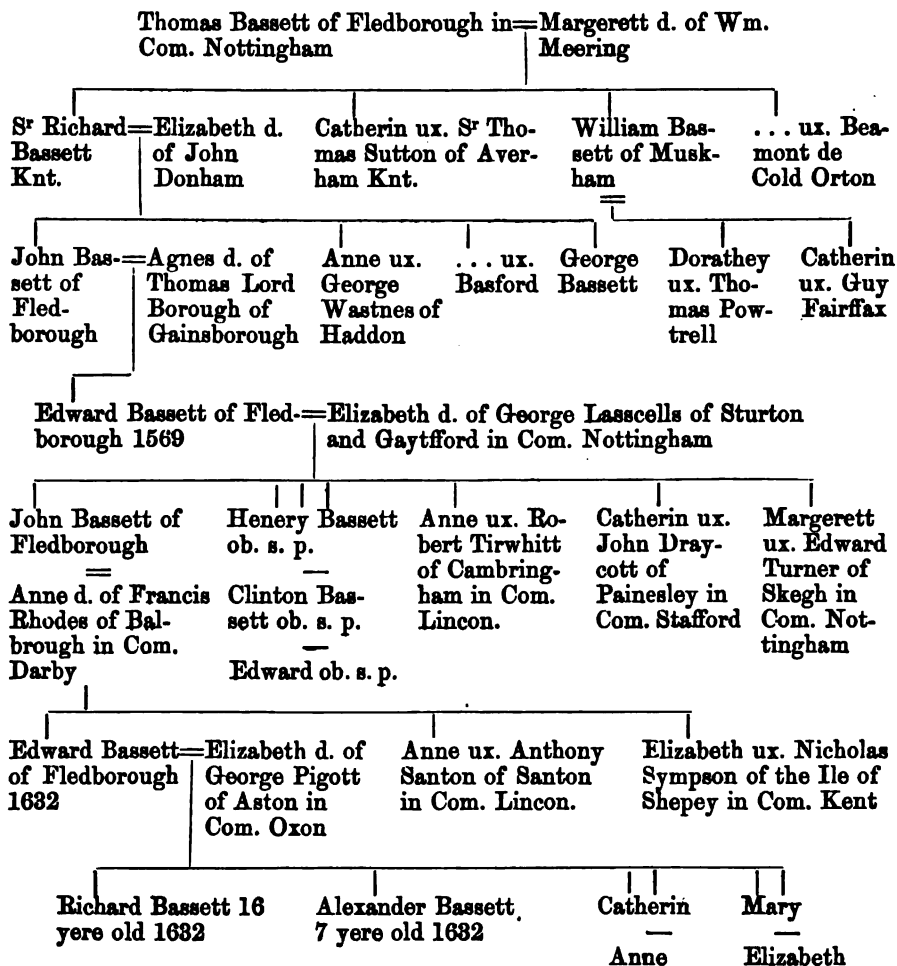 Thomas Bassett of Fledborough in=Margerett d. of Wm.
Com. Nottingham Meering
Sr Richard=Elizabeth d.
Bassett of John
Knt. Donham
Catherin ux. Sr Tho-
mas Sutton of Aver-
ham Knt.
William Bas-
sett of Musk-
ham
=
... ux. Bea-
mont de
Cold Orton
John Bas-=Agnes d. of
sett of Thomas Lord
Fled- Borough of
borough Gainsborough
Anne ux.
George
Wastnes of
Haddon
... ux.
Basford
George
Bassett
Dorathey
ux. Tho-
mas Pow-
trell
Catherin
ux. Guy
Fairffax
Edward Bassett of Fled-=Elizabeth d. of George Lasscells of Sturton
borough 1569 and Gaytfford in Com. Nottingham
John Bassett of
Fledborough
=
Anne d. of Francis
Rhodes of Bal-
brough in Com.
Darby
Henery Bassett
ob. s. p.
—
Clinton Bas-
sett ob. s. p.
—
Edward ob. s. p.
Anne ux. Ro-
bert Tirwhitt
of Cambring-
ham in Com.
Lincon.
Catherin ux.
John Dray-
cott of
Painesley in
Com. Stafford
Margerett
ux. Edward
Turner of
Skegh in
Com. Not-
tingham
Edward Bassett=Elizabeth d. of
of Fledborough George Pigott
1632 of Aston in
Com. Oxon
Anne ux. Anthony
Santon of Santon
in Com. Lincon.
Elizabeth ux. Nicholas
Sympson of the Ile of
Shepey in Com. Kent
Richard Bassett 16
yere old 1632
Alexander Bassett
7 yere old 1632
Catherin
—
Anne
Mary
—
Elizabeth